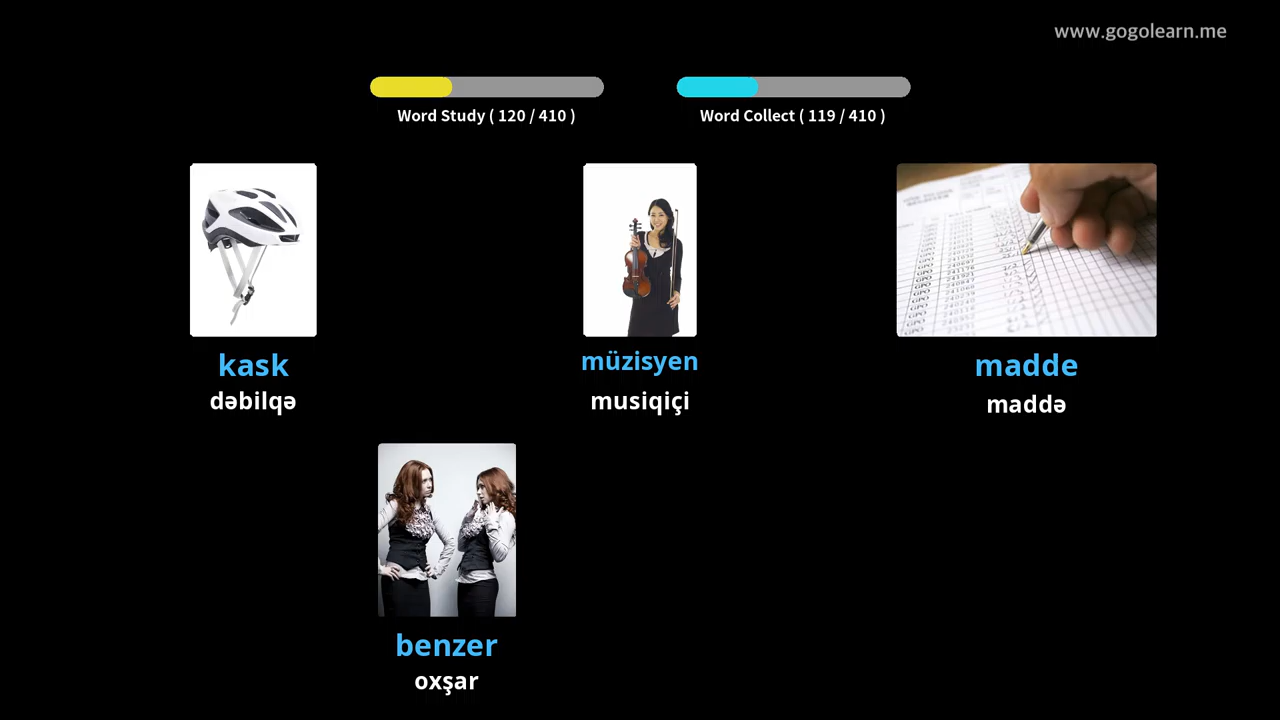 www.gogolearn.me
Word Study ( 120 / 410 )
Word Collect ( 119 / 410 )
kask
dəbilqə
müzisyen
musiqiçi
madde
maddə
benzer
oxşar